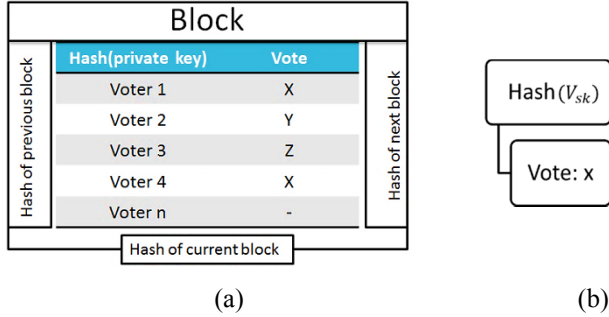 Block
Hash of previous block
Hash(private key) Vote
Voter 1 X
Voter 2 Y
Voter 3 Z
Voter 4 X
Voter n -
Hash of next block
Hash of current block
(a)
Hash(V_sk)
Vote: x
(b)